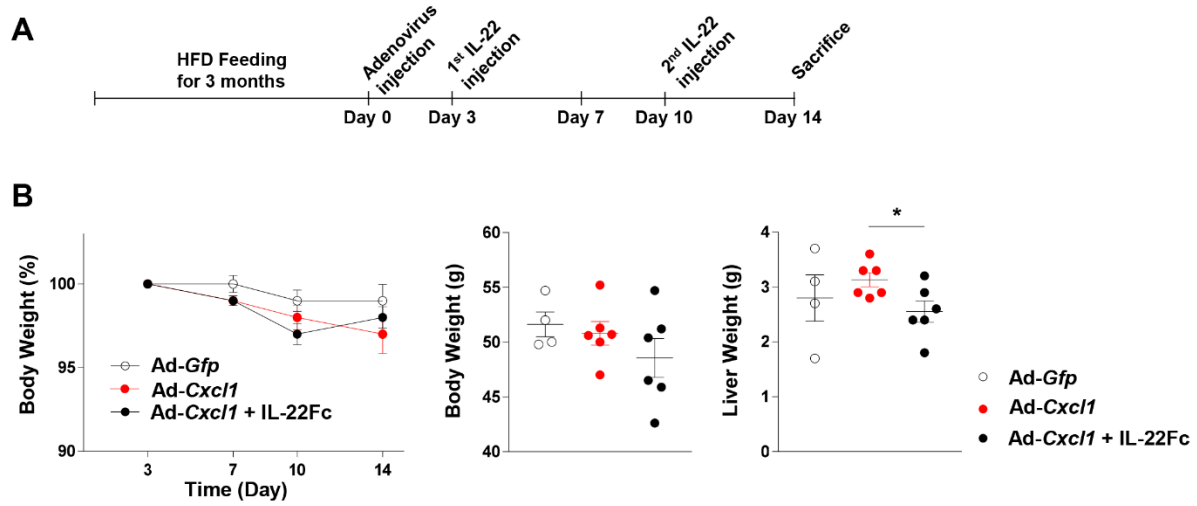 A
HFD Feeding
for 3 months
Adenovirus
injection
1st IL-22
injection
2nd IL-22
injection
Sacrifice
Day 0
Day 3
Day 7
Day 10
Day 14
B
Body Weight (%)
100
95
90
3
7
10
14
Time (Day)
Ad-Gfp
Ad-Cxcl1
Ad-Cxcl1 + IL-22Fc
Body Weight (g)
60
55
50
45
40
Liver Weight (g)
4
3
2
1
0
*
Ad-Gfp
Ad-Cxcl1
Ad-Cxcl1 + IL-22Fc